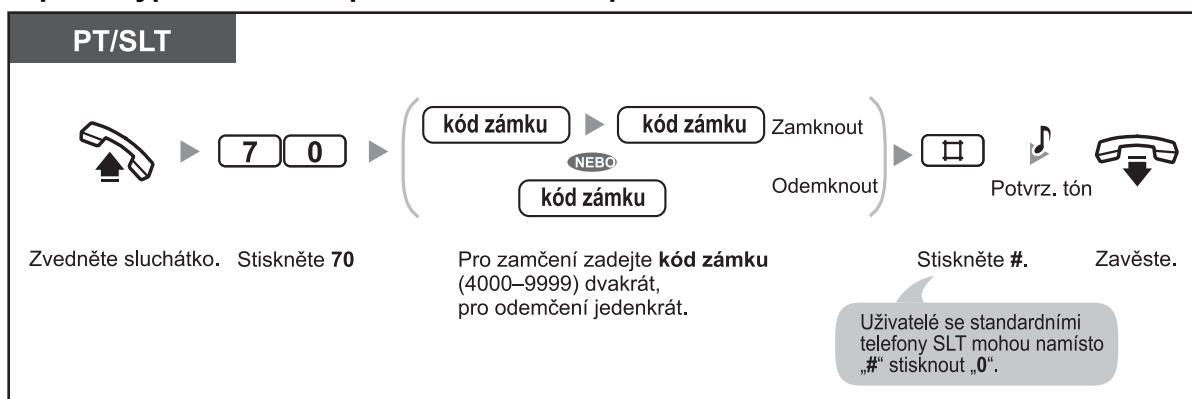 PT/SLT
7 0
kód zámku kód zámku Zamknout
NEBO
kód zámku Odemknout
#
Potvrz. tón
Zvedněte sluchátko. Stiskněte 70
Pro zamčení zadejte kód zámku
(4000–9999) dvakrát,
pro odemčení jedenkrát.
Stiskněte #. Zavěste.
Uživatelé se standardními
telefony SLT mohou namísto
„#“ stisknout „0“.